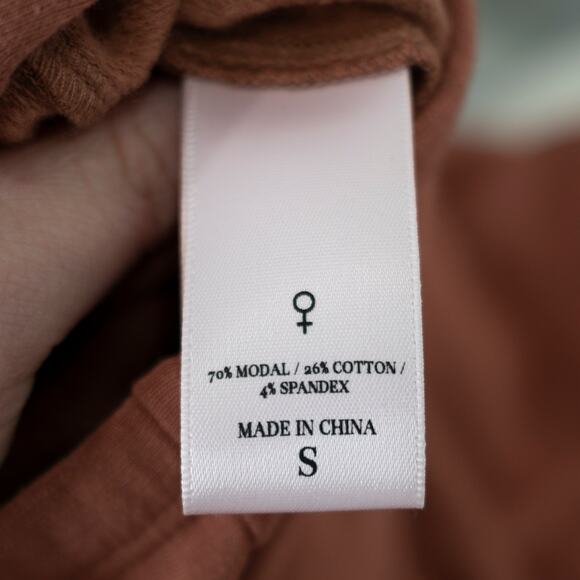 ♀
70% MODAL / 26% COTTON /
4% SPANDEX
MADE IN CHINA
S